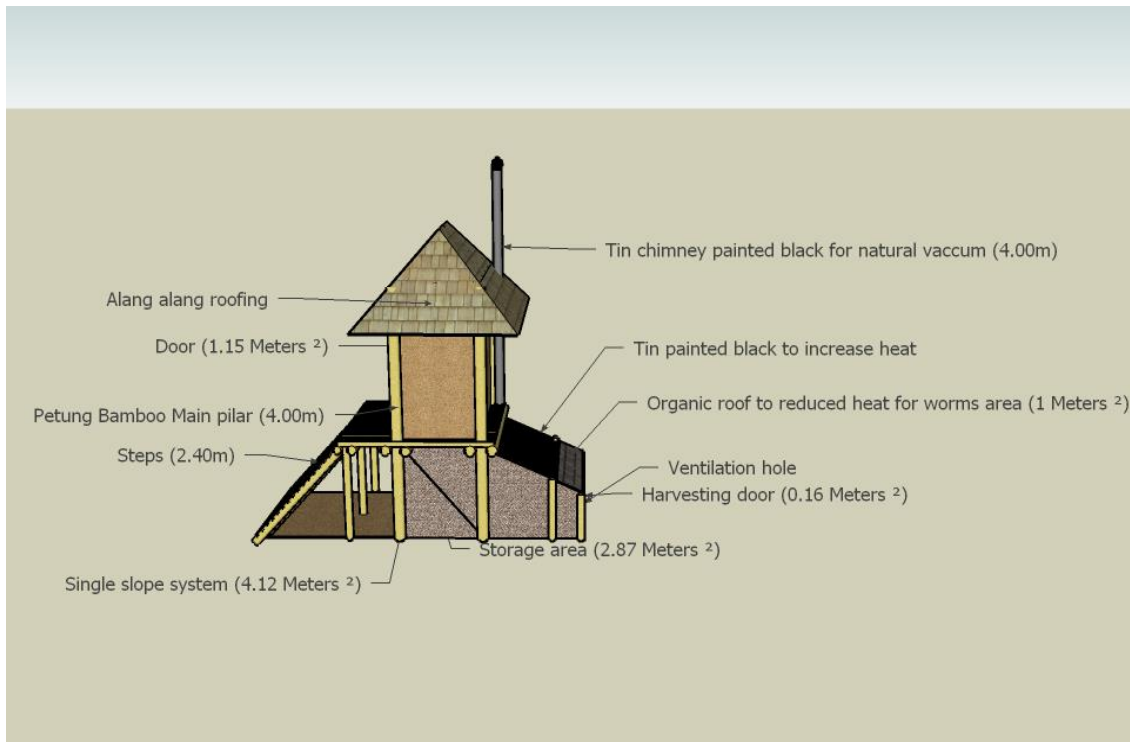 Tin chimney painted black for natural vaccum (4.00m)
Alang alang roofing
Door (1.15 Meters ²)
Tin painted black to increase heat
Organic roof to reduced heat for worms area (1 Meters ²)
Petung Bamboo Main pilar (4.00m)
Steps (2.40m)
Ventilation hole
Harvesting door (0.16 Meters ²)
Storage area (2.87 Meters ²)
Single slope system (4.12 Meters ²)